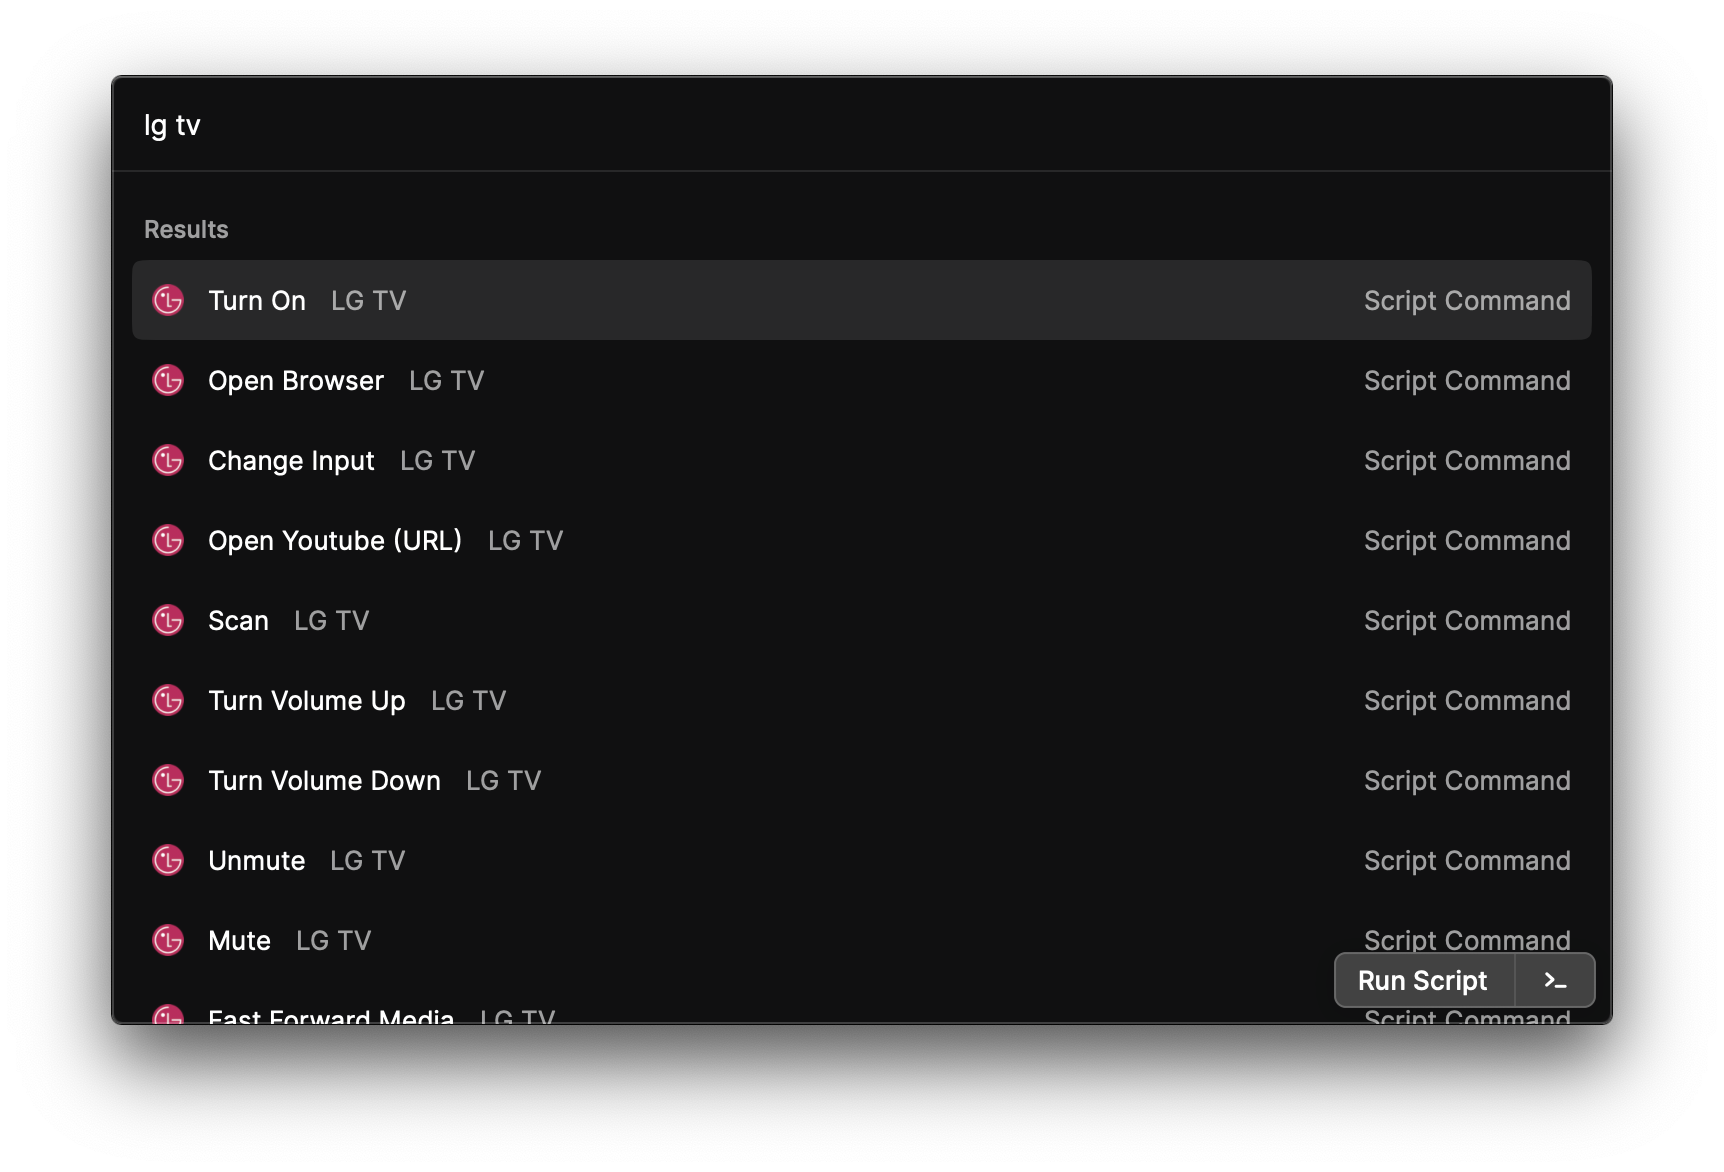 lg tv
Results
Turn On LG TV Script Command
Open Browser LG TV Script Command
Change Input LG TV Script Command
Open Youtube (URL) LG TV Script Command
Scan LG TV Script Command
Turn Volume Up LG TV Script Command
Turn Volume Down LG TV Script Command
Unmute LG TV Script Command
Mute LG TV Script Command
Run Script >_
Fast Forward Media LG TV Script Command